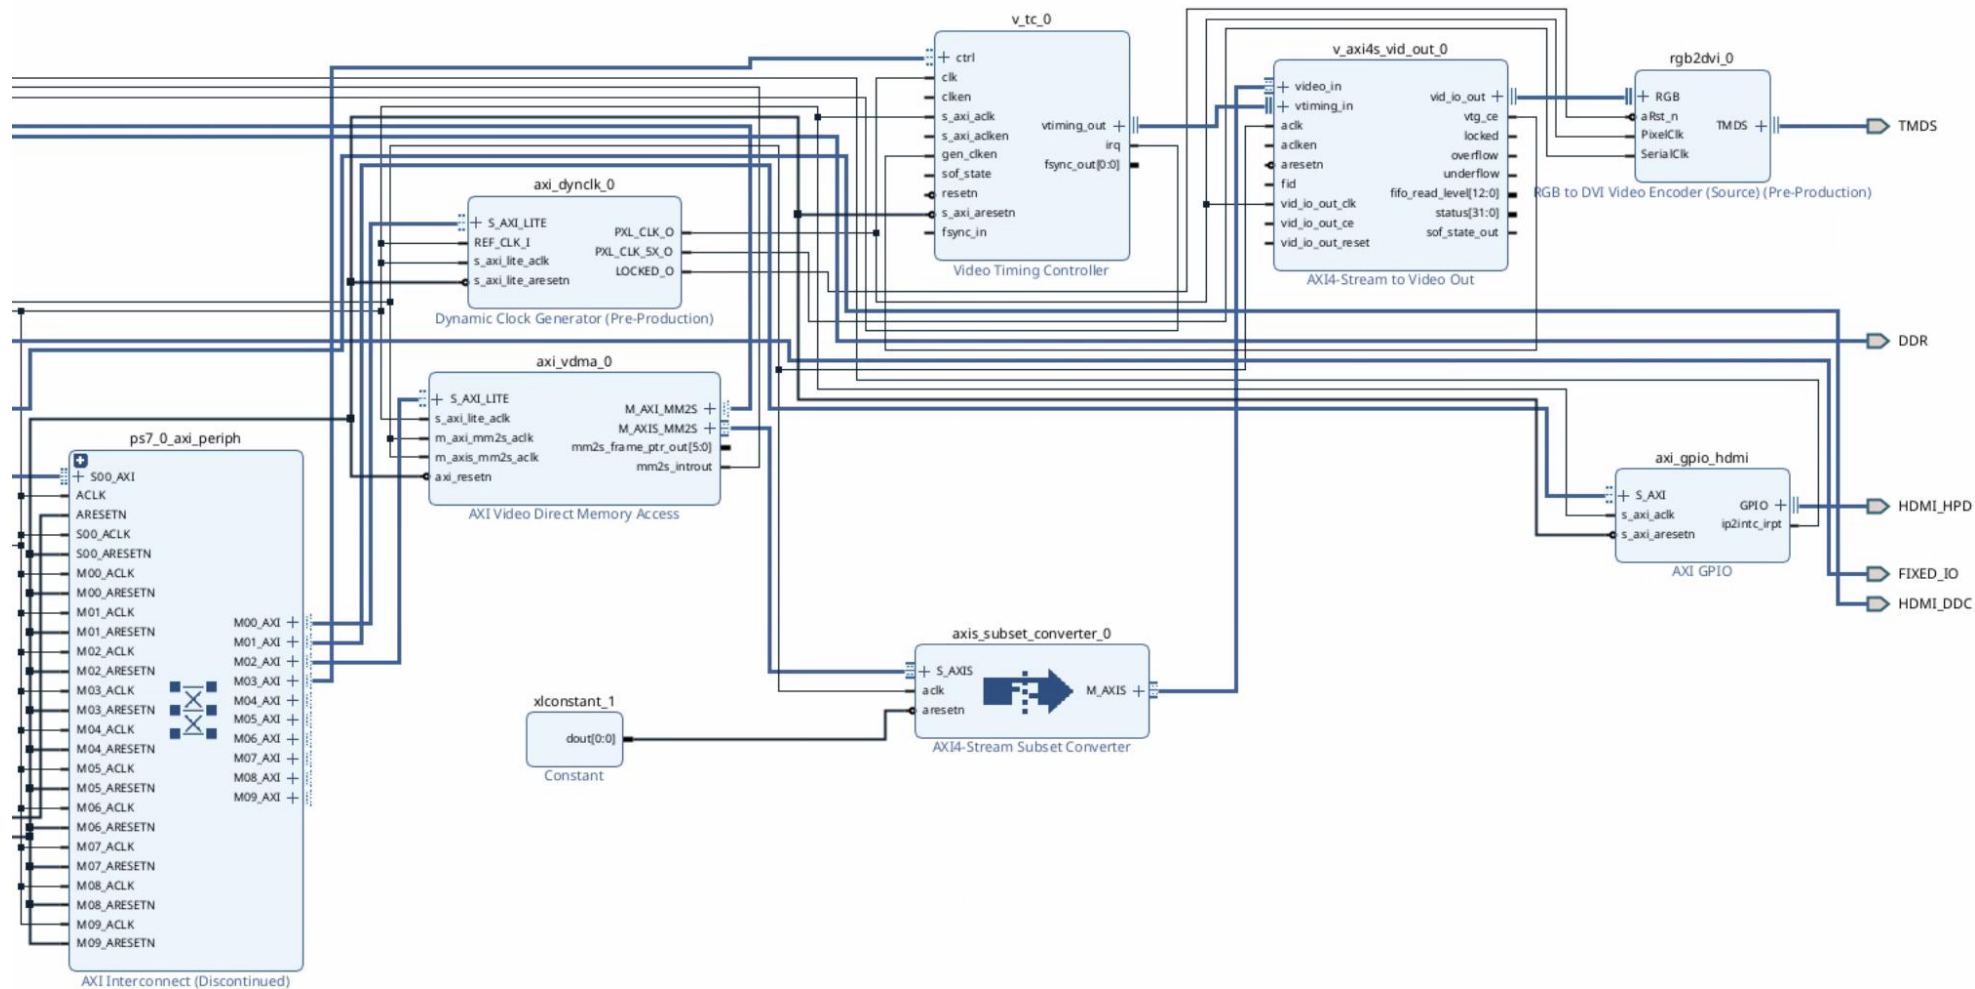 v_tc_0
ctrl
clk
clken
s_axi_aclk
s_axi_aclken
gen_clken
sof_state
resetn
s_axi_aresetn
fsync_in
vtiming_out
irq
fsync_out[0:0]
Video Timing Controller
v_axi4s_vid_out_0
video_in
vtiming_in
aclk
aclken
aresetn
fid
vid_io_out_clk
vid_io_out_ce
vid_io_out_reset
vid_io_out
vtg_ce
locked
overflow
underflow
fifo_read_level[12:0]
status[31:0]
sof_state_out
AXI4-Stream to Video Out
rgb2dvi_0
RGB
aRst_n
PixelClk
SerialClk
TMDS
RGB to DVI Video Encoder (Source) (Pre-Production)
TMDS
DDR
axi_dynclk_0
S_AXI_LITE
REF_CLK_I
s_axi_lite_aclk
s_axi_lite_aresetn
PXL_CLK_O
PXL_CLK_5X_O
LOCKED_O
Dynamic Clock Generator (Pre-Production)
axi_vdma_0
S_AXI_LITE
s_axi_lite_aclk
m_axi_mm2s_aclk
m_axis_mm2s_aclk
axi_resetn
M_AXI_MM2S
M_AXIS_MM2S
mm2s_frame_ptr_out[5:0]
mm2s_introut
AXI Video Direct Memory Access
ps7_0_axi_periph
S00_AXI
ACLK
ARESETN
S00_ACLK
S00_ARESETN
M00_ACLK
M00_ARESETN
M01_ACLK
M01_ARESETN
M02_ACLK
M02_ARESETN
M03_ACLK
M03_ARESETN
M04_ACLK
M04_ARESETN
M05_ACLK
M05_ARESETN
M06_ACLK
M06_ARESETN
M07_ACLK
M07_ARESETN
M08_ACLK
M08_ARESETN
M09_ACLK
M09_ARESETN
M00_AXI
M01_AXI
M02_AXI
M03_AXI
M04_AXI
M05_AXI
M06_AXI
M07_AXI
M08_AXI
M09_AXI
AXI Interconnect (Discontinued)
axi_gpio_hdmi
S_AXI
s_axi_aclk
s_axi_aresetn
GPIO
ip2intc_irpt
AXI GPIO
HDMI_HPD
FIXED_IO
HDMI_DDC
axis_subset_converter_0
S_AXIS
aclk
aresetn
M_AXIS
AXI4-Stream Subset Converter
xlconstant_1
dout[0:0]
Constant